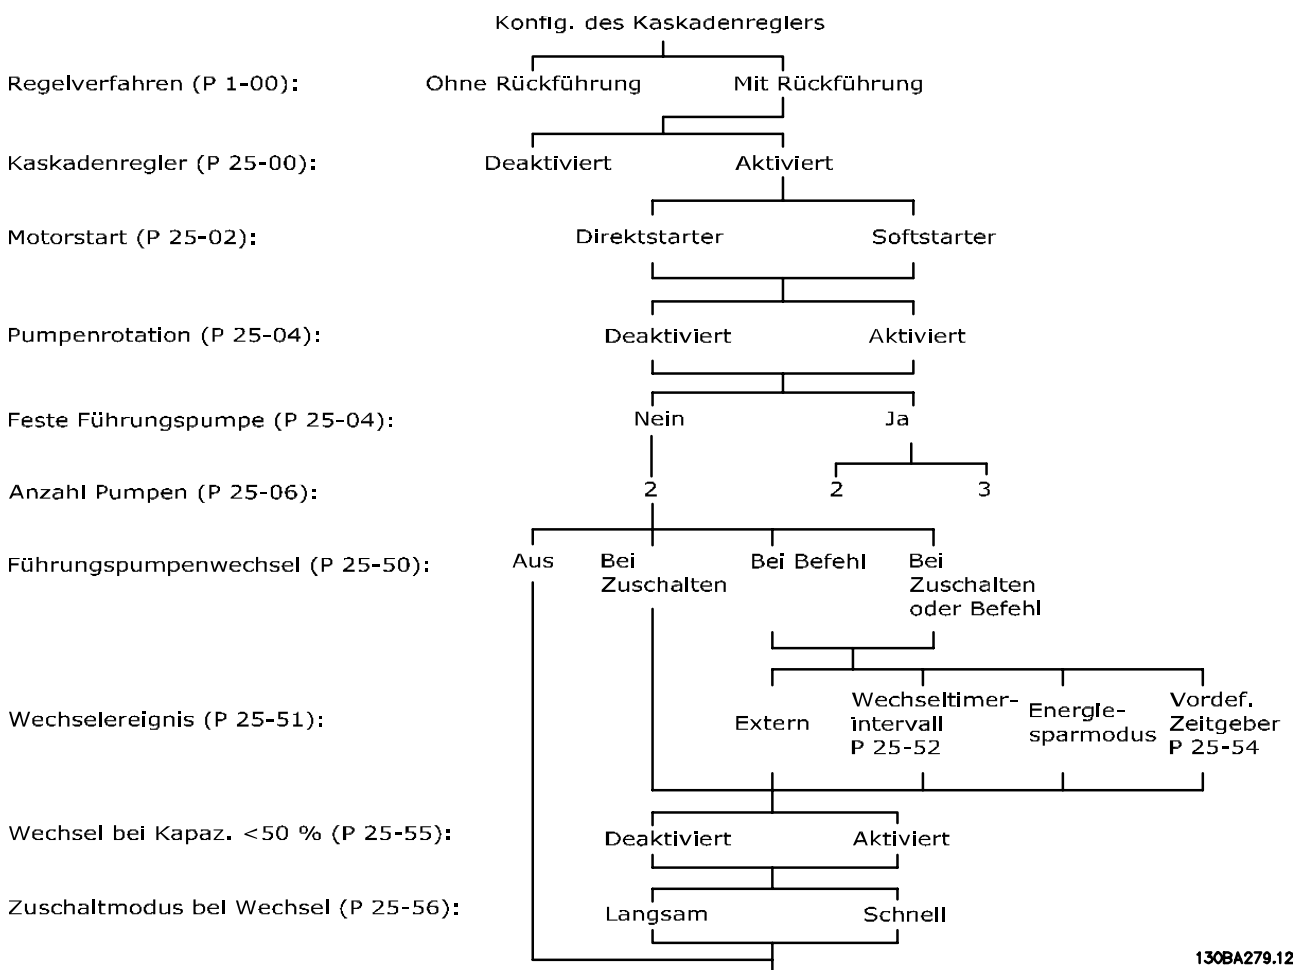 Konfig. des Kaskadenreglers
Regelverfahren (P 1-00): Ohne Rückführung Mit Rückführung
Kaskadenregler (P 25-00): Deaktiviert Aktiviert
Motorstart (P 25-02): Direktstarter Softstarter
Pumpenrotation (P 25-04): Deaktiviert Aktiviert
Feste Führungspumpe (P 25-04): Nein Ja
Anzahl Pumpen (P 25-06): 2 2 3
Führungspumpenwechsel (P 25-50): Aus Bei Zuschalten Bei Befehl Bei Zuschalten oder Befehl
Wechselereignis (P 25-51): Extern Wechseltimer-
intervall
P 25-52
Energie-
sparmodus
Vordef.
Zeitgeber
P 25-54
Wechsel bei Kapaz. <50 % (P 25-55): Deaktiviert Aktiviert
Zuschaltmodus bei Wechsel (P 25-56): Langsam Schnell
130BA279.12